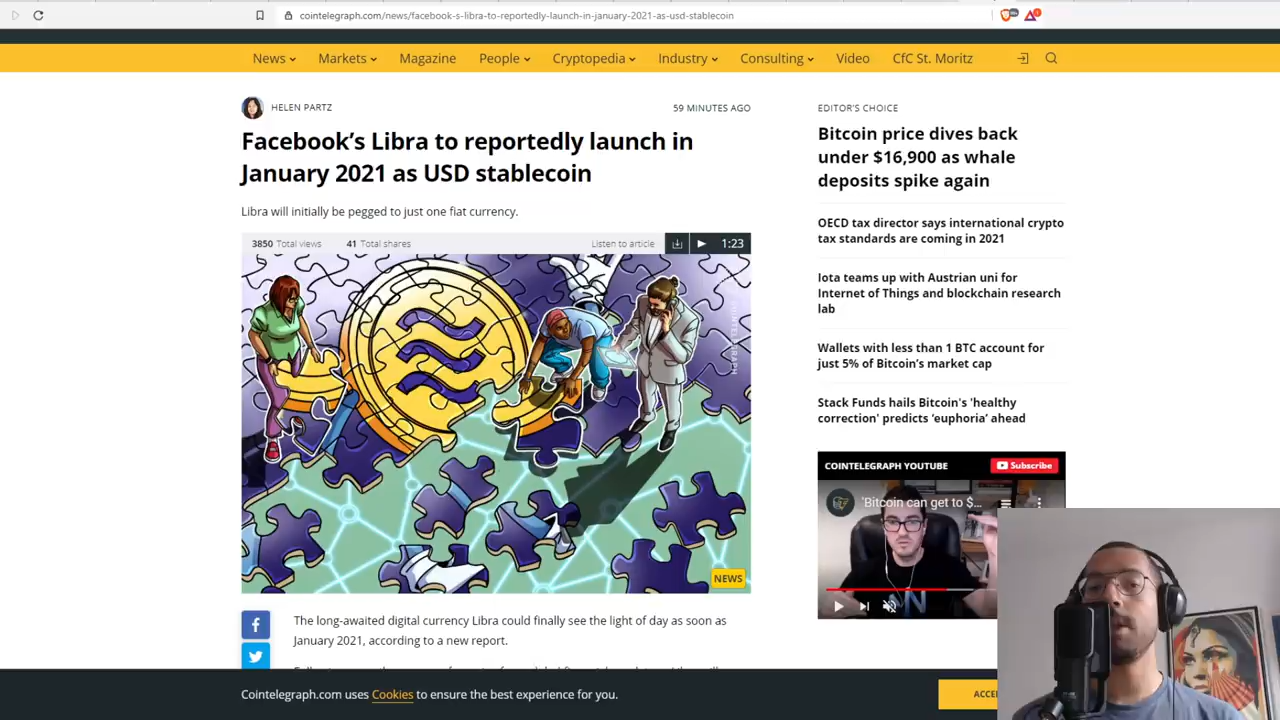 cointelegraph.com/news/facebook-s-libra-to-reportedly-launch-in-january-2021-as-usd-stablecoin
News Markets Magazine People Cryptopedia Industry Consulting Video CfC St. Moritz
HELEN PARTZ
59 MINUTES AGO
Facebook’s Libra to reportedly launch in
January 2021 as USD stablecoin
Libra will initially be pegged to just one fiat currency.
3850 Total views 41 Total shares Listen to article 1:23
COINTELEGRAPH
NEWS
The long-awaited digital currency Libra could finally see the light of day as soon as
January 2021, according to a new report.
EDITOR’S CHOICE
Bitcoin price dives back
under $16,900 as whale
deposits spike again
OECD tax director says international crypto
tax standards are coming in 2021
Iota teams up with Austrian uni for
Internet of Things and blockchain research
lab
Wallets with less than 1 BTC account for
just 5% of Bitcoin’s market cap
Stack Funds hails Bitcoin's 'healthy
correction' predicts ‘euphoria’ ahead
COINTELEGRAPH YOUTUBE Subscribe
'Bitcoin can get to $...
Cointelegraph.com uses Cookies to ensure the best experience for you.